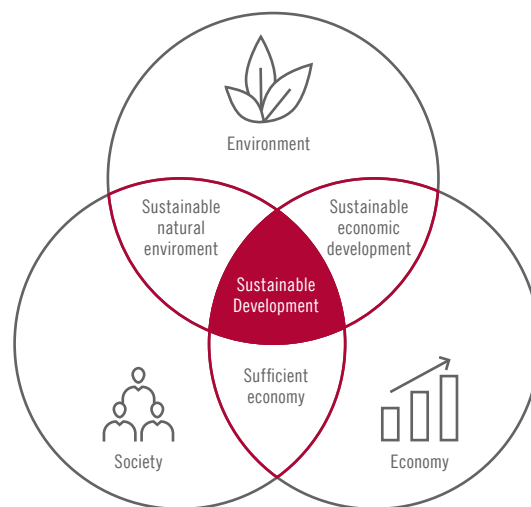 Environment
Sustainable
natural
enviroment
Sustainable
economic
development
Sustainable
Development
Sufficient
economy
Society
Economy